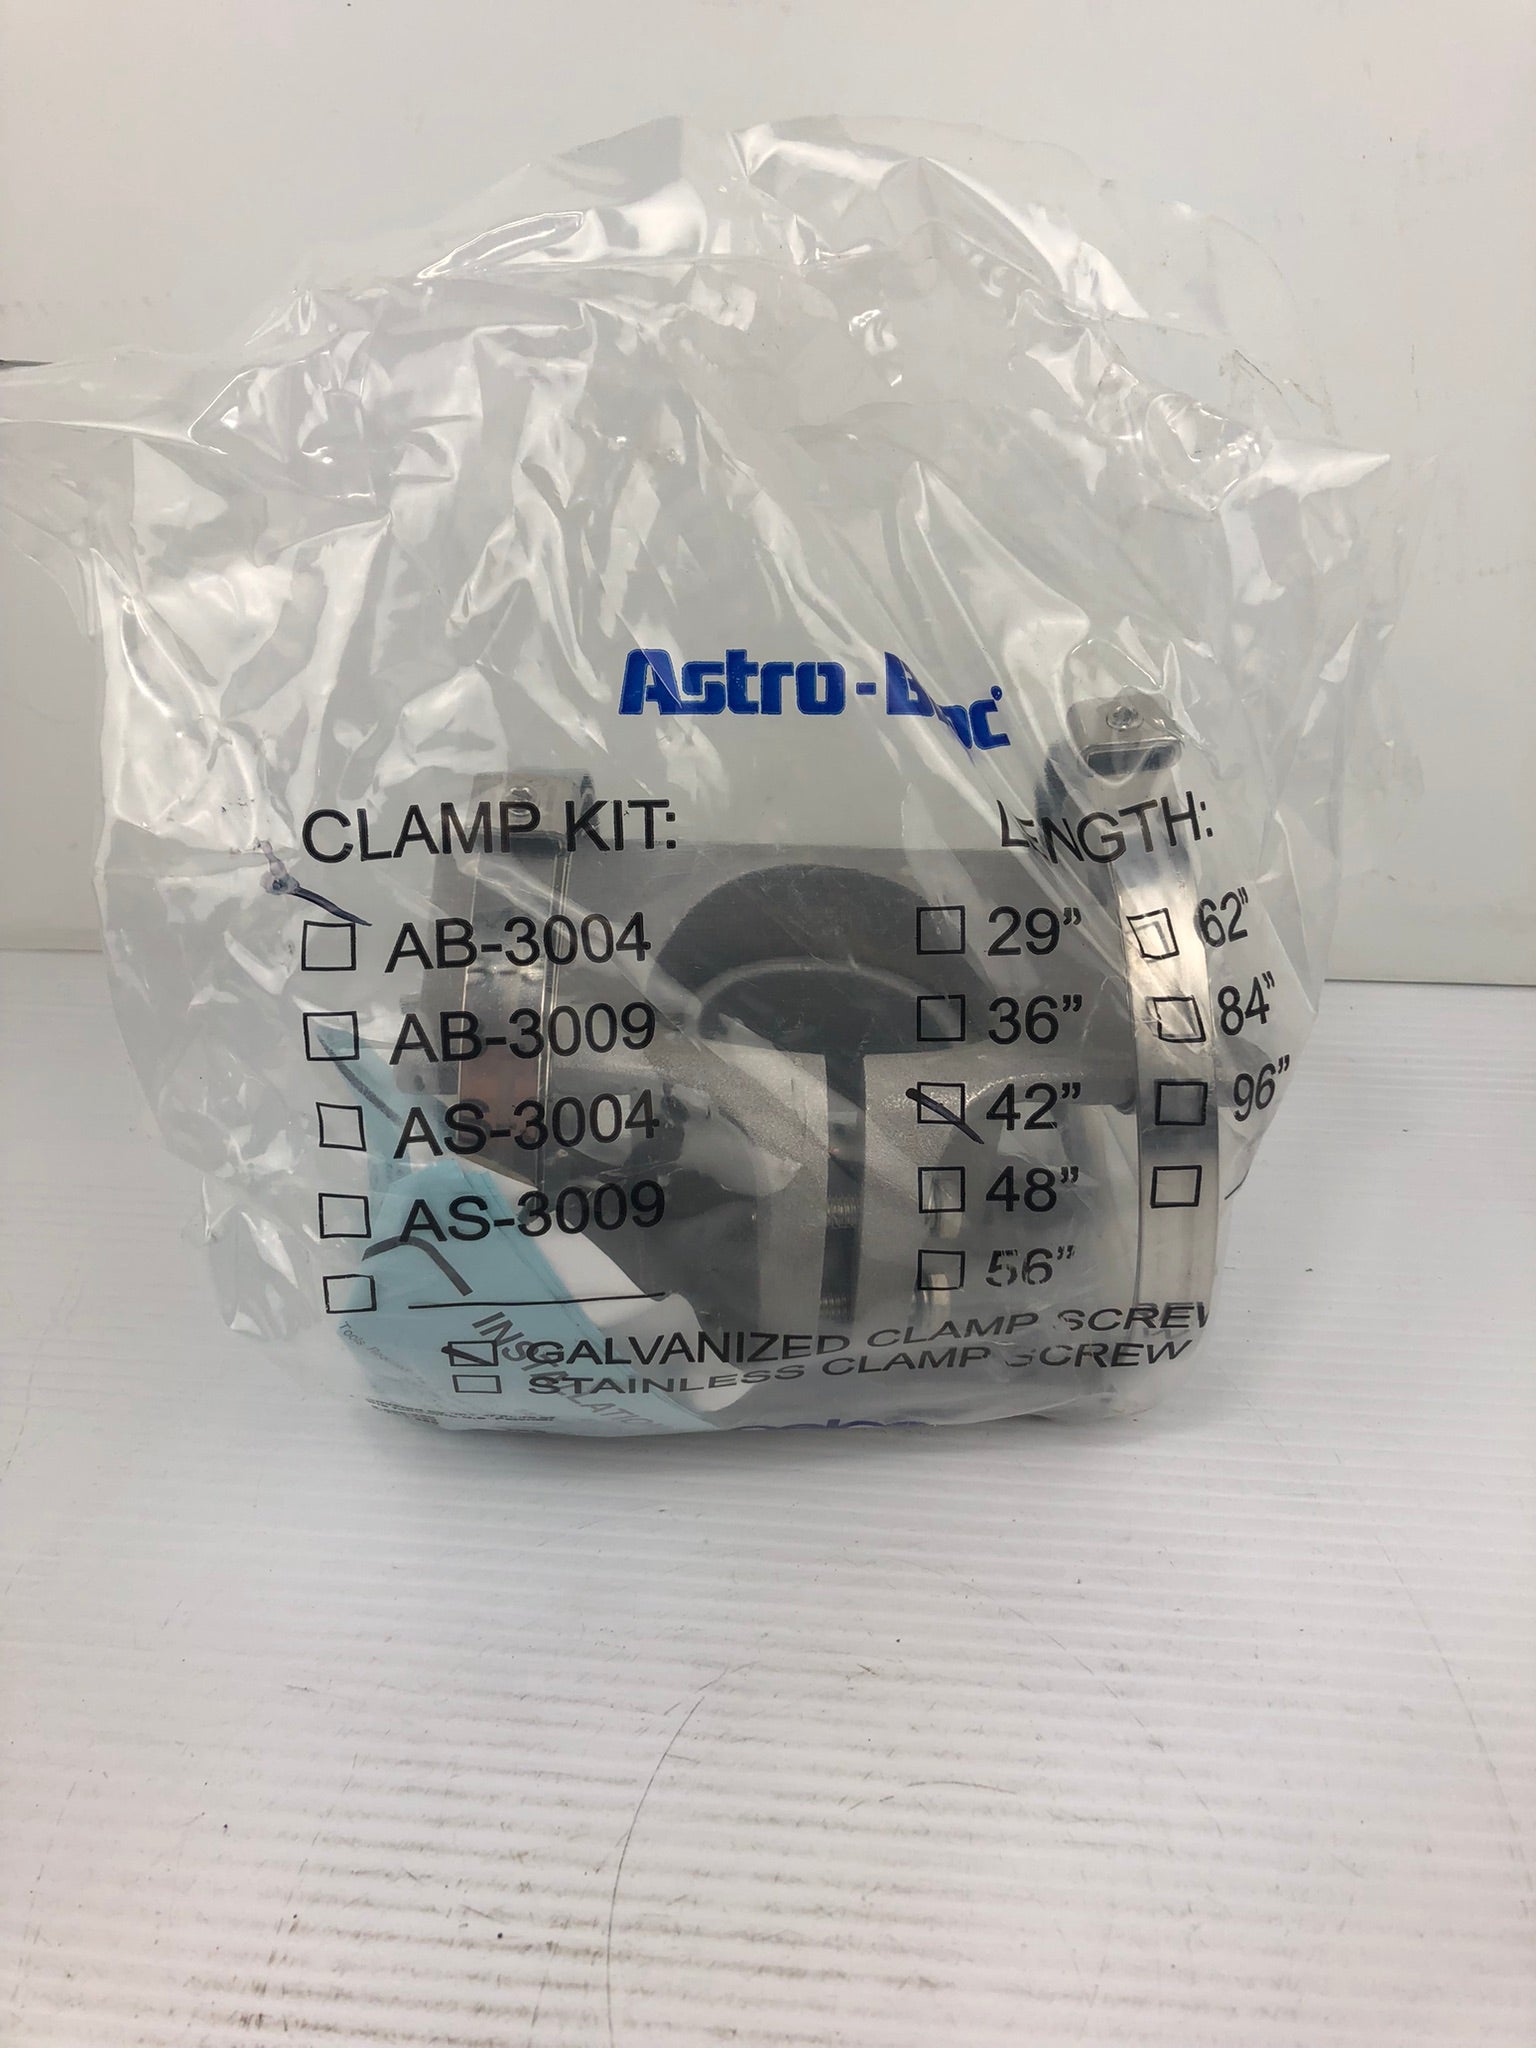 Astro-
CLAMP KIT:
LENGTH:
AB-3004
AB-3009
AS-3004
AS-3009
29”
36”
42”
48”
56”
62”
84”
96”
GALVANIZED CLAMP SCREW
STAINLESS CLAMP SCREW